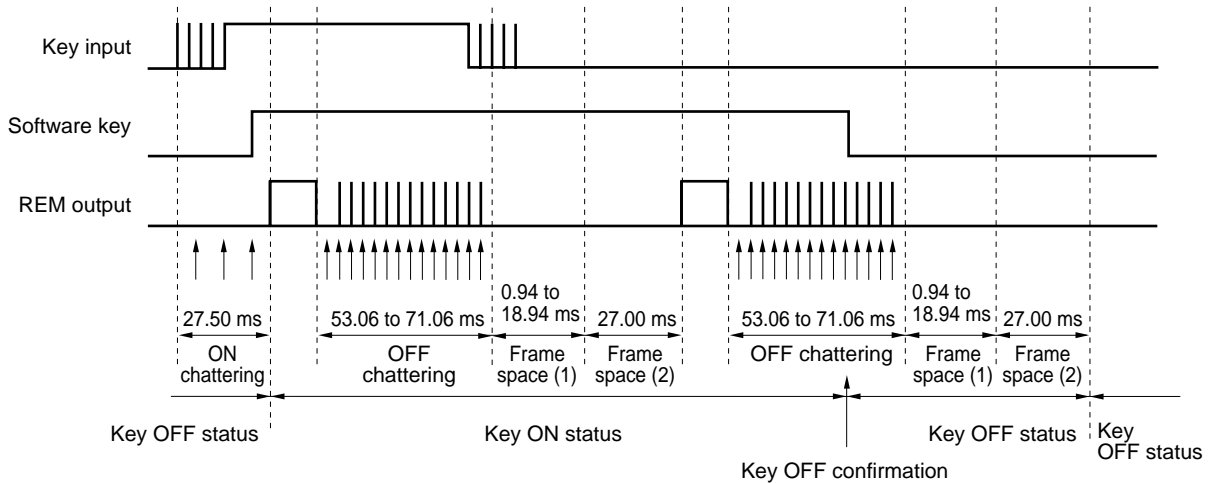 Key input
Software key
REM output
0.94 to
18.94 ms
0.94 to
18.94 ms
27.50 ms
53.06 to 71.06 ms
27.00 ms
53.06 to 71.06 ms
27.00 ms
ON
chattering
OFF
chattering
Frame
space (1)
Frame
space (2)
OFF chattering
Frame
space (1)
Frame
space (2)
Key OFF status
Key ON status
Key OFF status
Key
OFF status
Key OFF confirmation